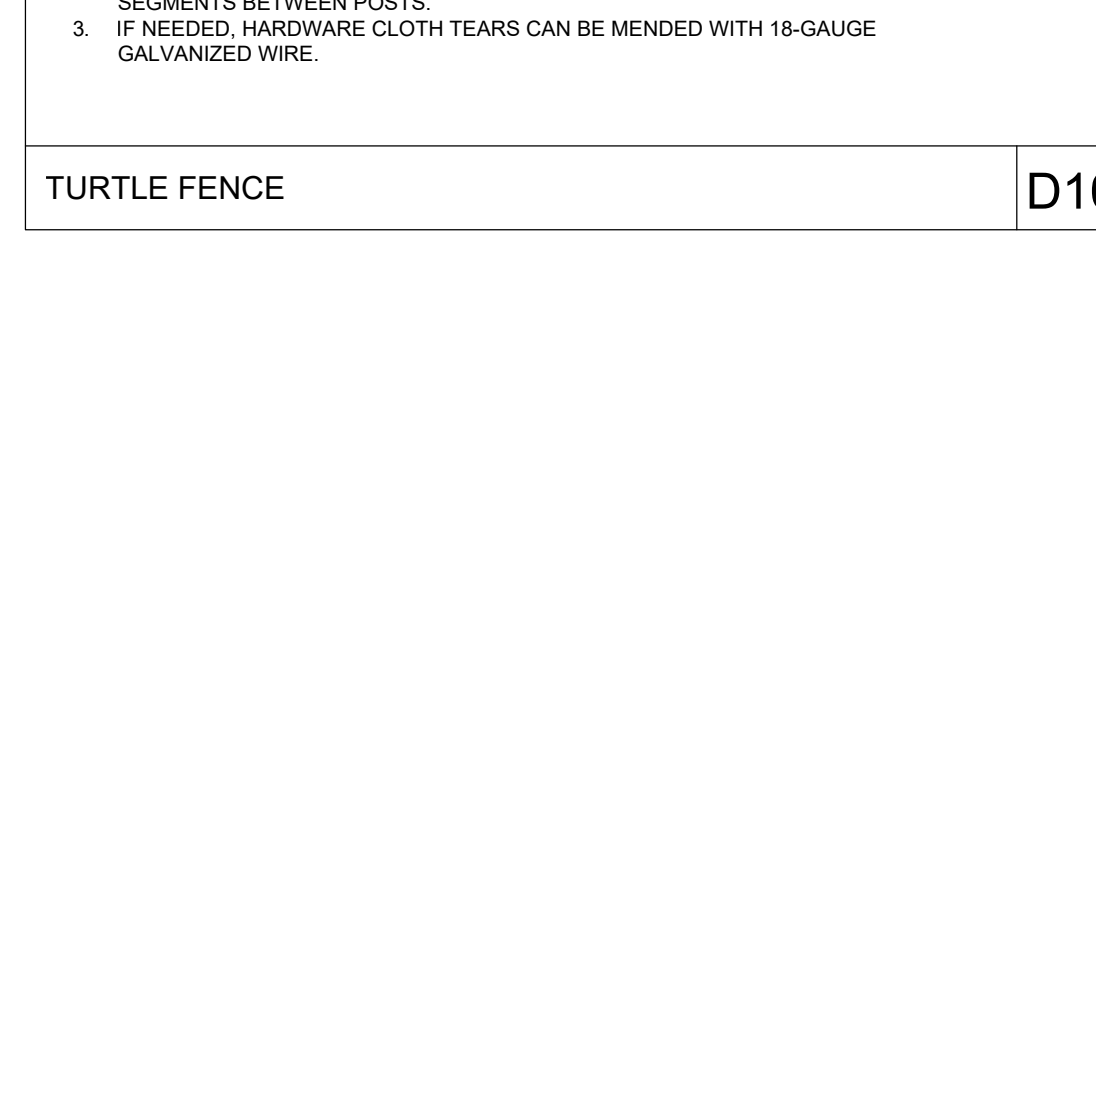 SEGMENTS BETWEEN POSTS.
3. IF NEEDED, HARDWARE CLOTH TEARS CAN BE MENDED WITH 18-GAUGE
GALVANIZED WIRE.
TURTLE FENCE